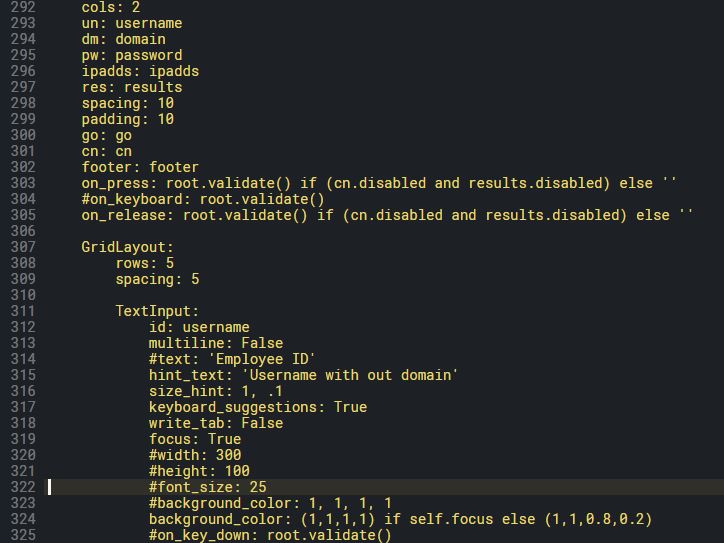 292 cols: 2
293 un: username
294 dm: domain
295 pw: password
296 ipadds: ipadds
297 res: results
298 spacing: 10
299 padding: 10
300 go: go
301 cn: cn
302 footer: footer
303 on_press: root.validate() if (cn.disabled and results.disabled) else ''
304 #on_keyboard: root.validate()
305 on_release: root.validate() if (cn.disabled and results.disabled) else ''
306
307 GridLayout:
308 rows: 5
309 spacing: 5
310
311 TextInput:
312 id: username
313 multiline: False
314 #text: 'Employee ID'
315 hint_text: 'Username with out domain'
316 size_hint: 1, .1
317 keyboard_suggestions: True
318 write_tab: False
319 focus: True
320 #width: 300
321 #height: 100
322 #font_size: 25
323 #background_color: 1, 1, 1, 1
324 background_color: (1,1,1,1) if self.focus else (1,1,0.8,0.2)
325 #on_key_down: root.validate()